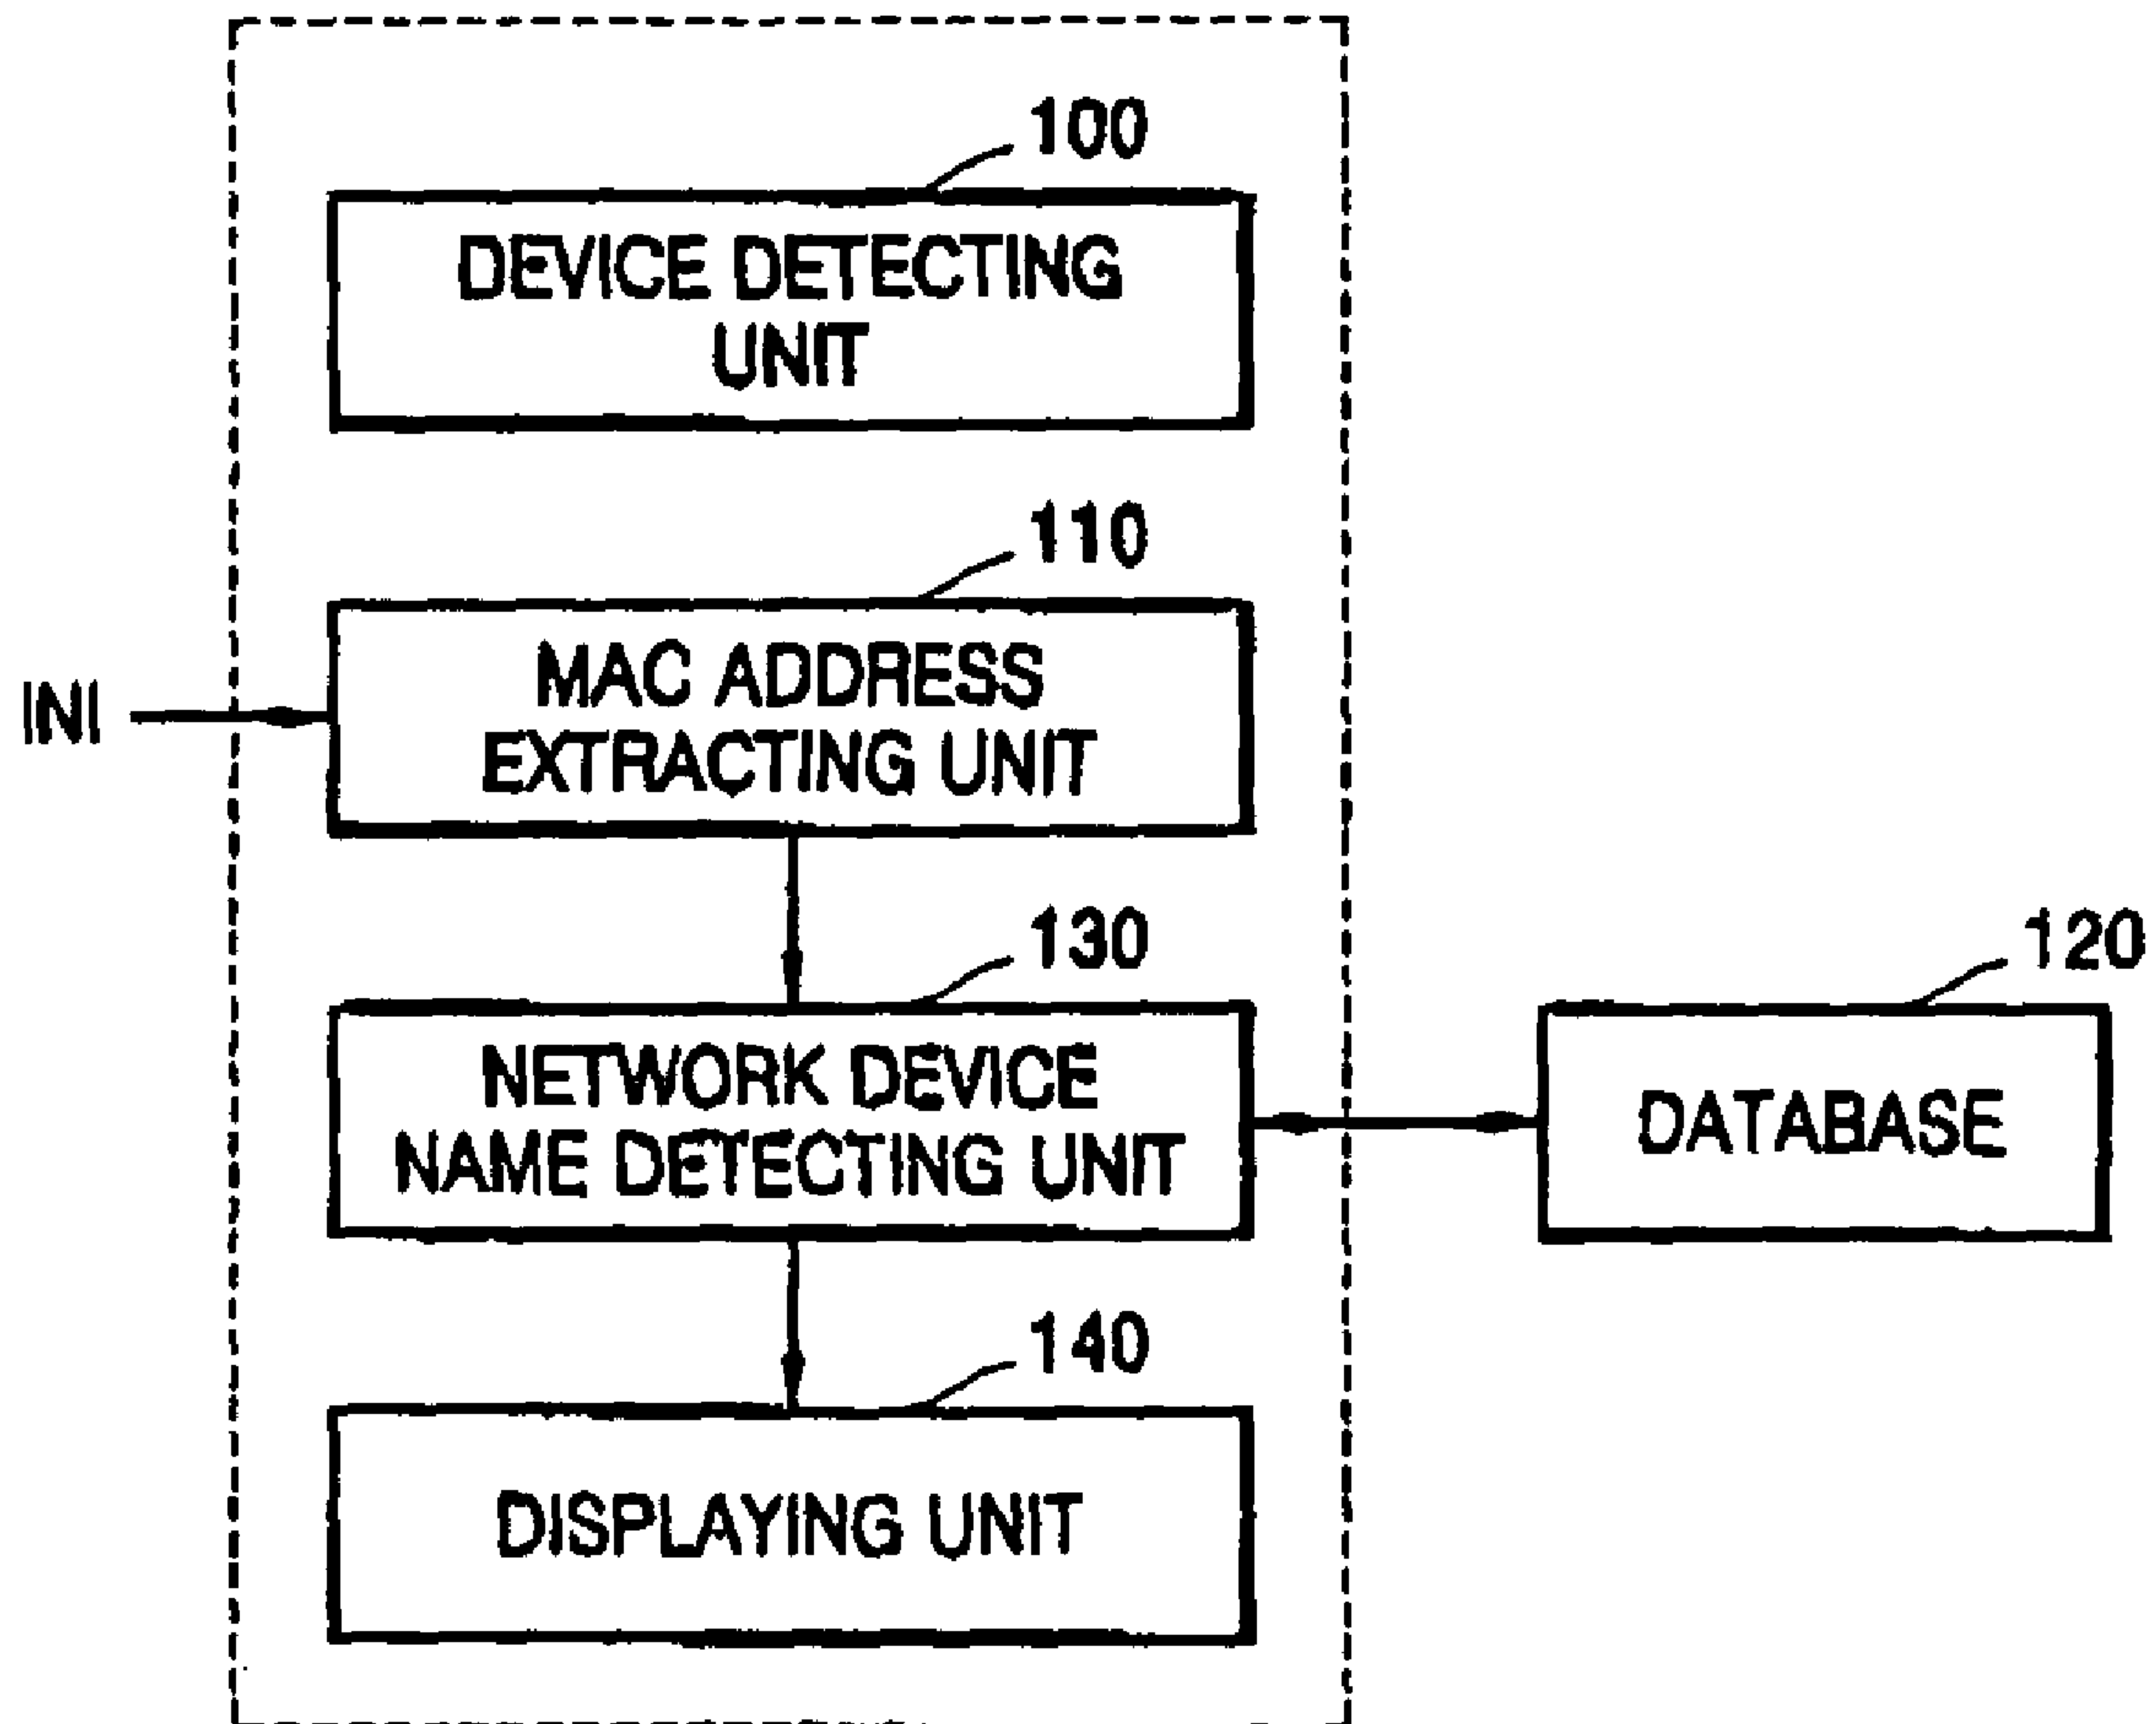 100
DEVICE DETECTING
UNIT
110
MAC ADDRESS
EXTRACTING UNIT
IN1
130
120
NETWORK DEVICE
NAME DETECTING UNIT
DATABASE
140
DISPLAYING UNIT